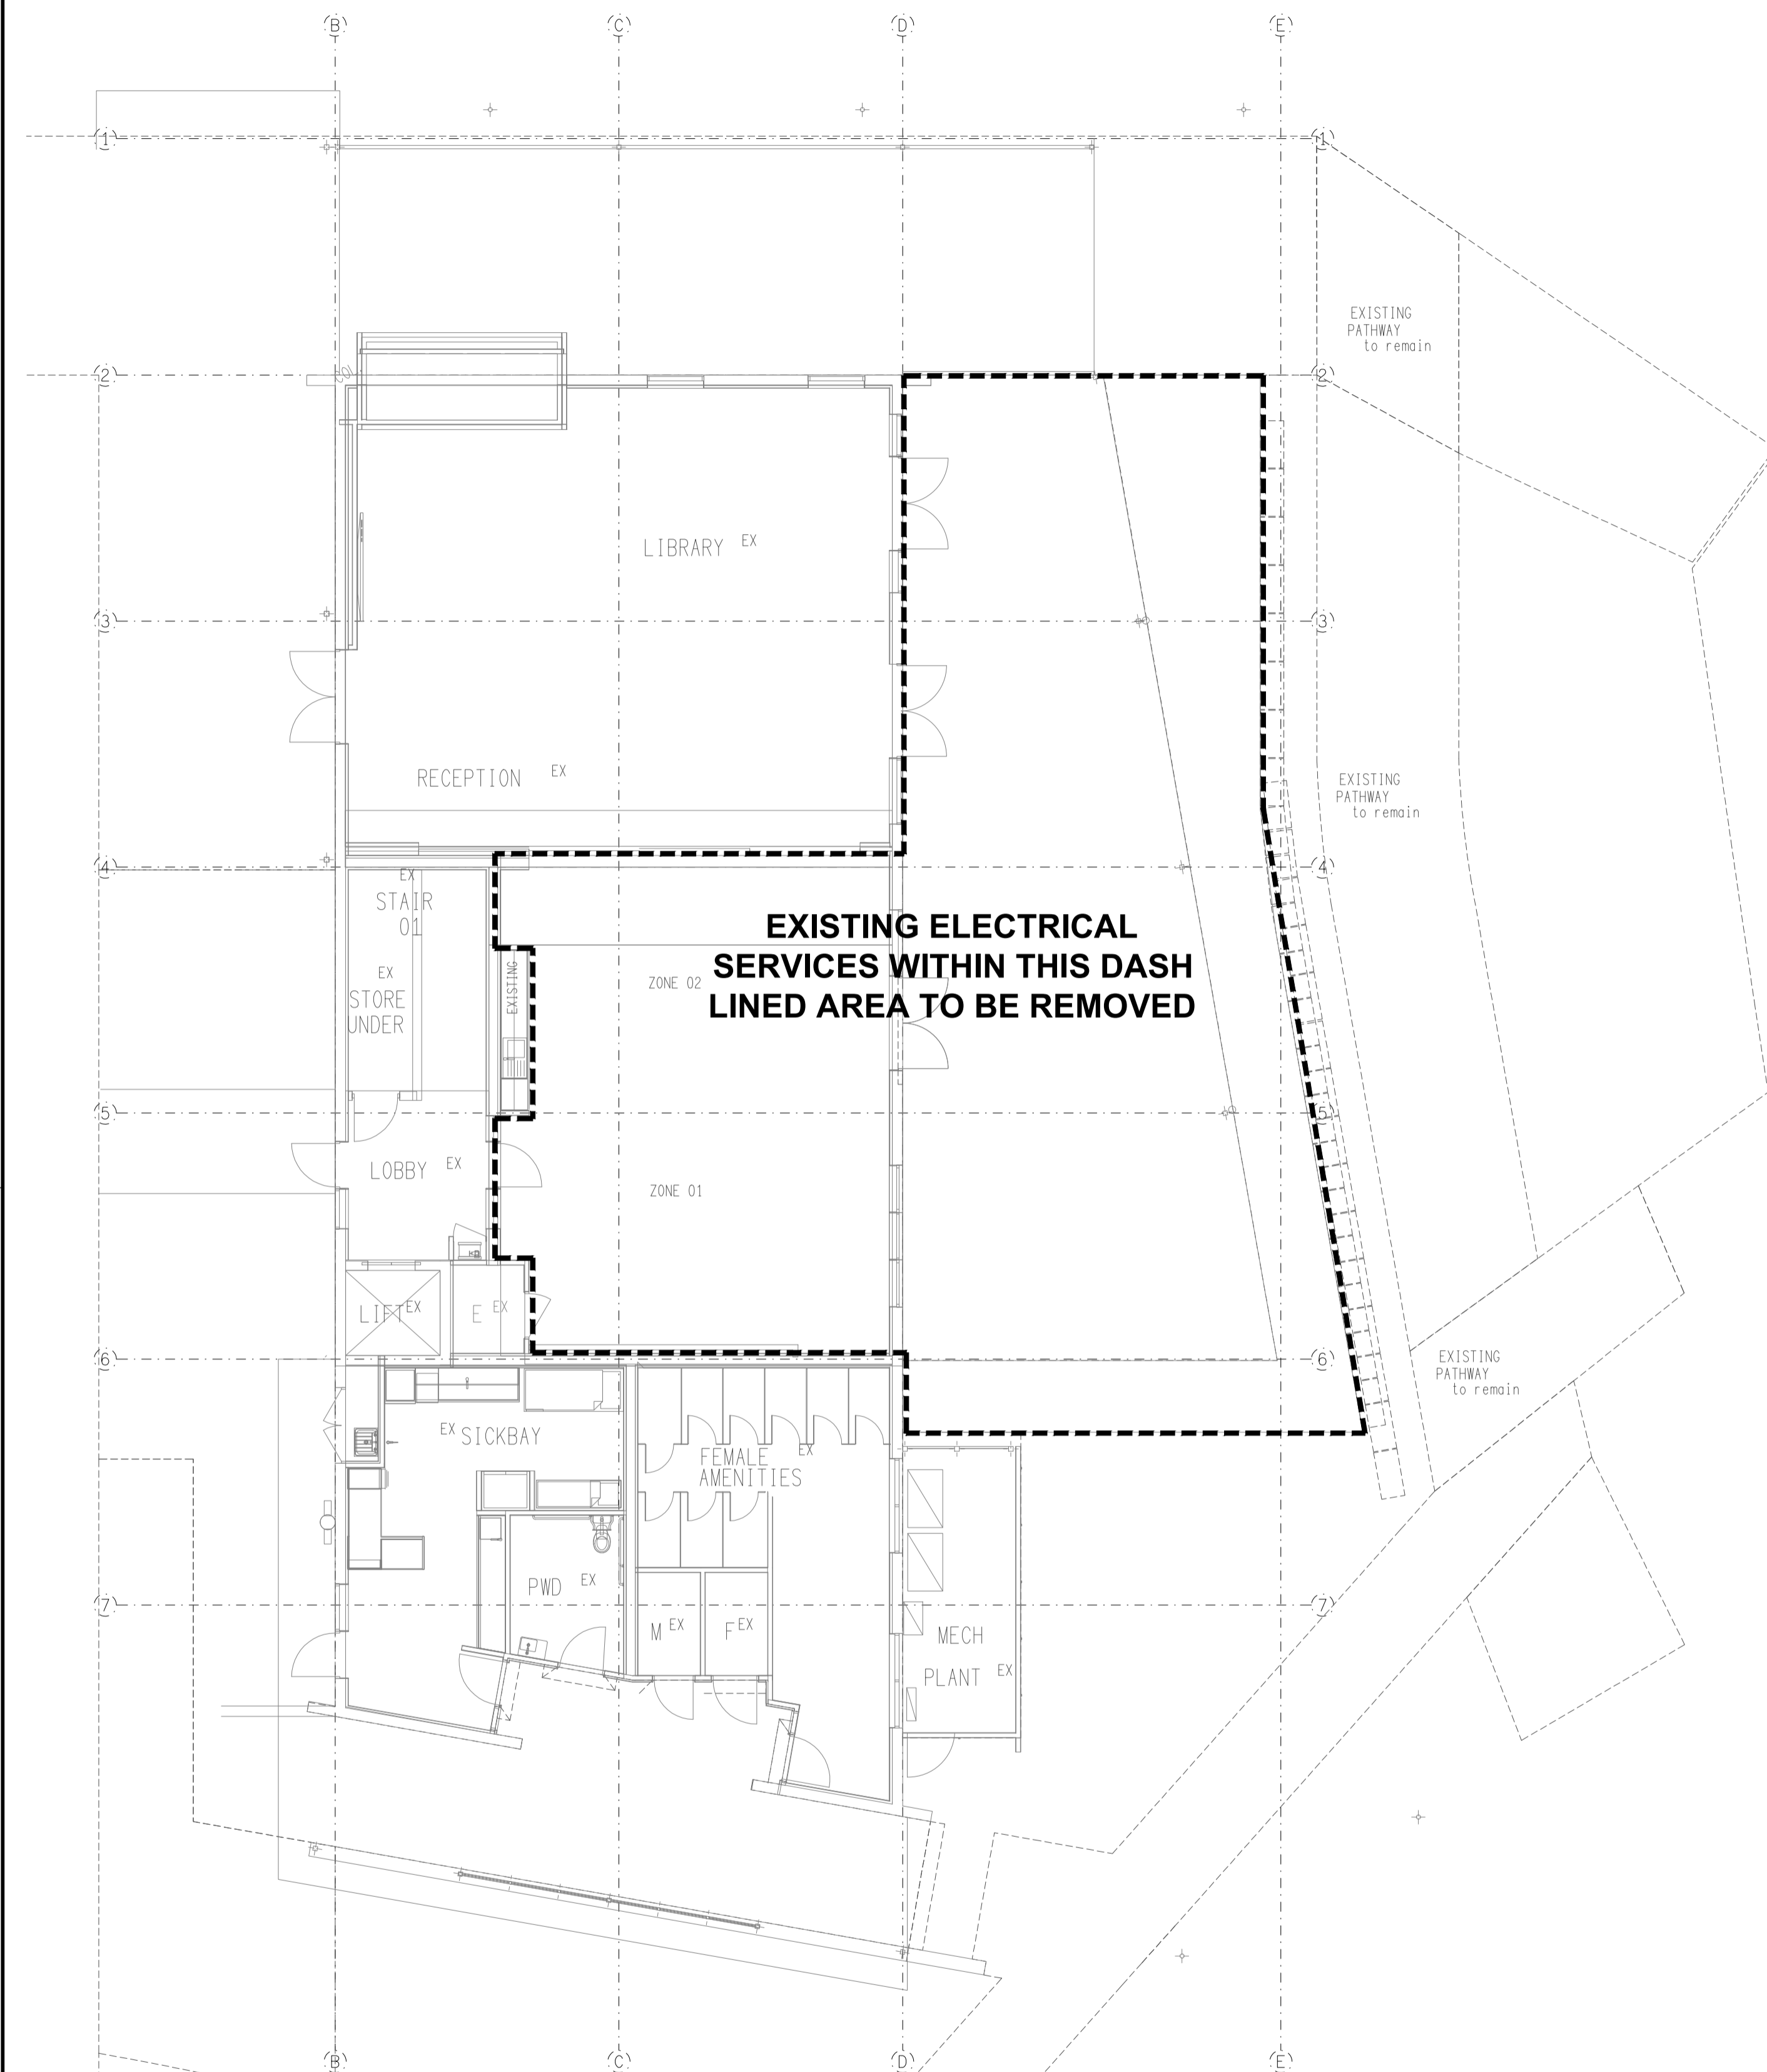 B
C
D
E
1
1
EXISTING
PATHWAY
to remain
2
2
LIBRARY EX
3
3
RECEPTION EX
EXISTING
PATHWAY
to remain
4
4
EX
STAIR
01
EXISTING ELECTRICAL
SERVICES WITHIN THIS DASH
LINED AREA TO BE REMOVED
EX
STORE
UNDER
EXISTING
ZONE 02
5
5
LOBBY EX
ZONE 01
LIFT EX
E EX
6
6
EXISTING
PATHWAY
to remain
EX SICKBAY
FEMALE EX
AMENITIES
PWD EX
7
7
M EX
F EX
MECH
PLANT EX
B
C
D
E